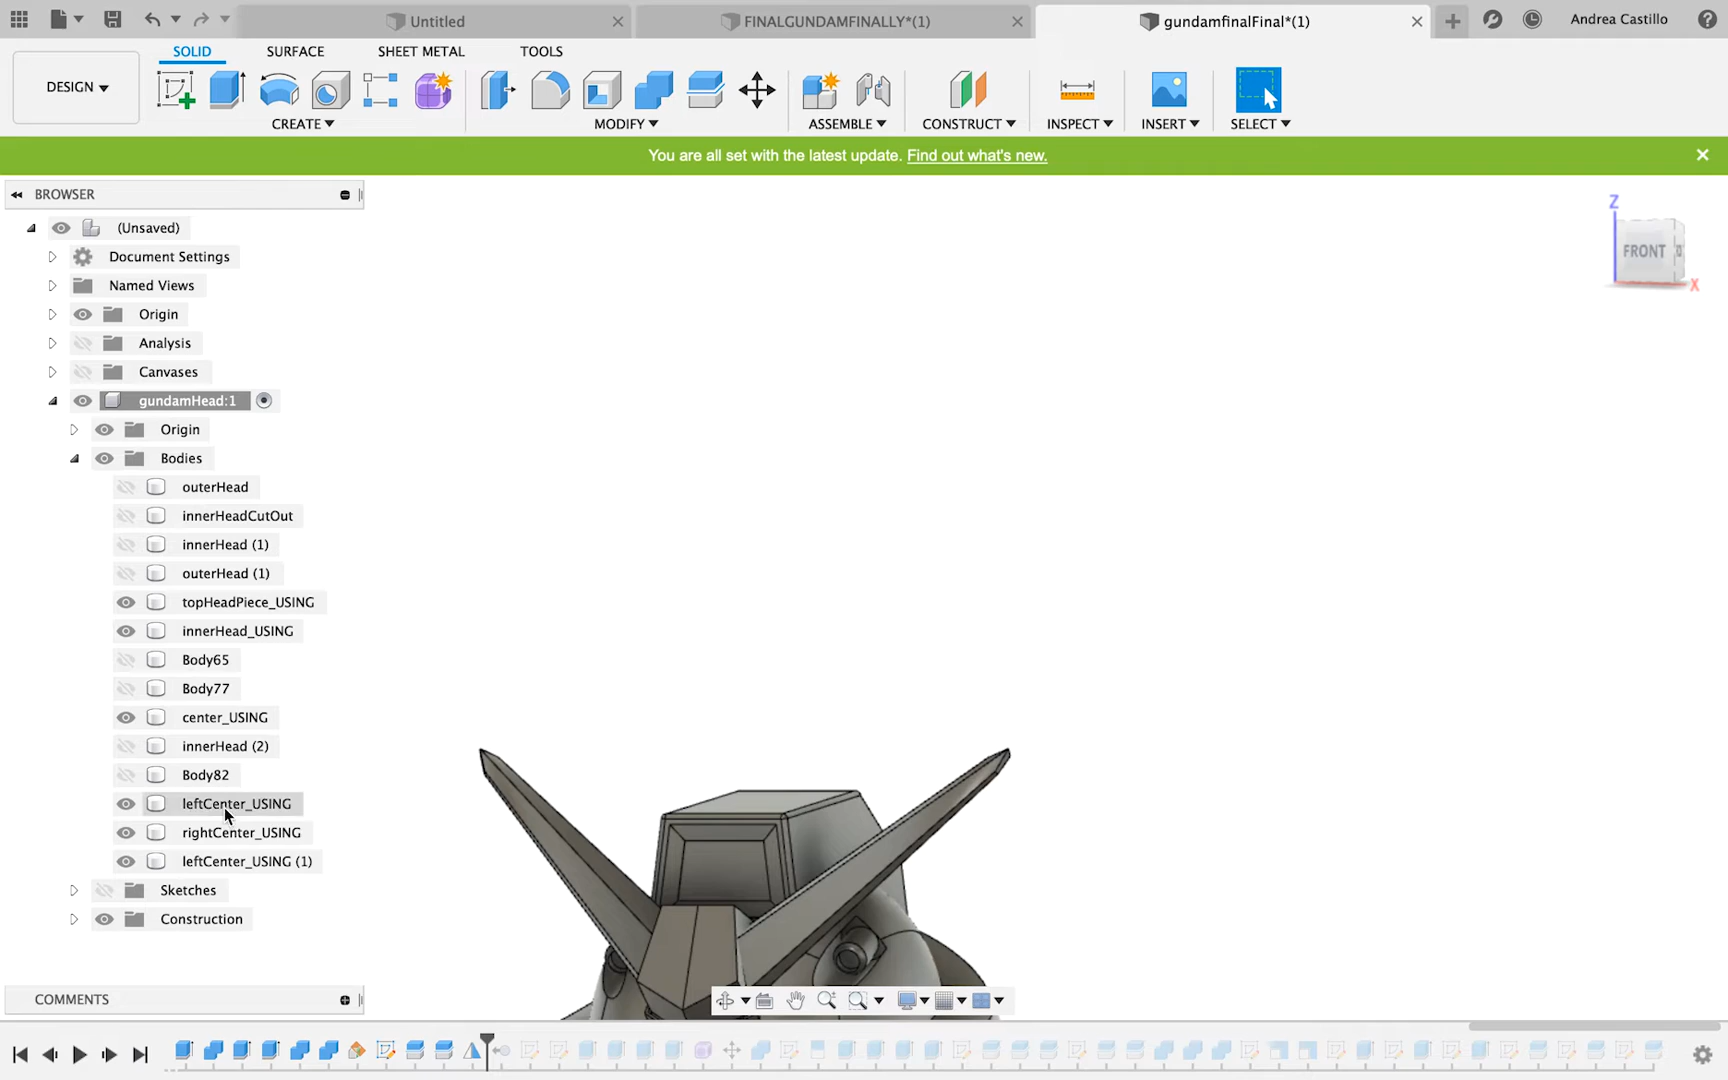 Untitled
FINALGUNDAMFINALLY*(1)
gundamfinalFinal*(1)
Andrea Castillo
SOLID
SURFACE
SHEET METAL
TOOLS
DESIGN
CREATE
MODIFY
ASSEMBLE
CONSTRUCT
INSPECT
INSERT
SELECT
You are all set with the latest update. Find out what's new.
BROWSER
(Unsaved)
Document Settings
Named Views
Origin
Analysis
Canvases
gundamHead:1
Origin
Bodies
outerHead
innerHeadCutOut
innerHead (1)
outerHead (1)
topHeadPiece_USING
innerHead_USING
Body65
Body77
center_USING
innerHead (2)
Body82
leftCenter_USING
rightCenter_USING
leftCenter_USING (1)
Sketches
Construction
COMMENTS
Z
FRONT
X